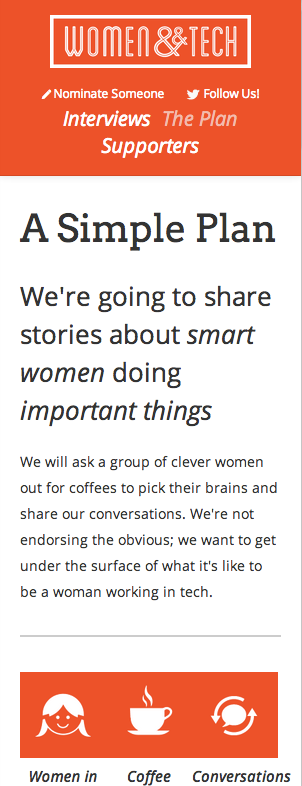 WOMEN&&TECH
Nominate Someone Follow Us!
Interviews The Plan
Supporters
A Simple Plan
We're going to share
stories about smart
women doing
important things
We will ask a group of clever women
out for coffees to pick their brains and
share our conversations. We're not
endorsing the obvious; we want to get
under the surface of what it's like to
be a woman working in tech.
Women in Coffee Conversations